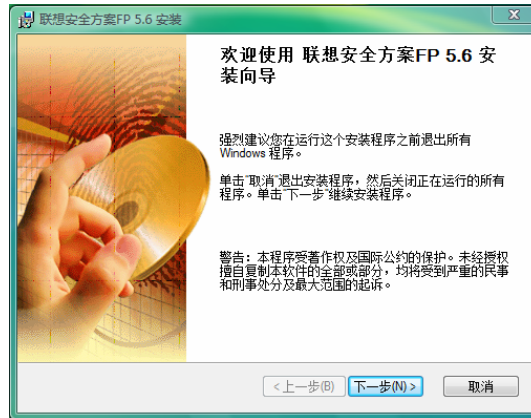 联想安全方案FP 5.6 安装
欢迎使用 联想安全方案FP 5.6 安
装向导
强烈建议您在运行这个安装程序之前退出所有
Windows 程序。
单击“取消”退出安装程序，然后关闭正在运行的所有
程序。单击“下一步”继续安装程序。
警告：本程序受著作权及国际公约的保护。未经授权
擅自复制本软件的全部或部分，均将受到严重的民事
和刑事处分及最大范围的起诉。
<上一步(B) 下一步(N)> 取消